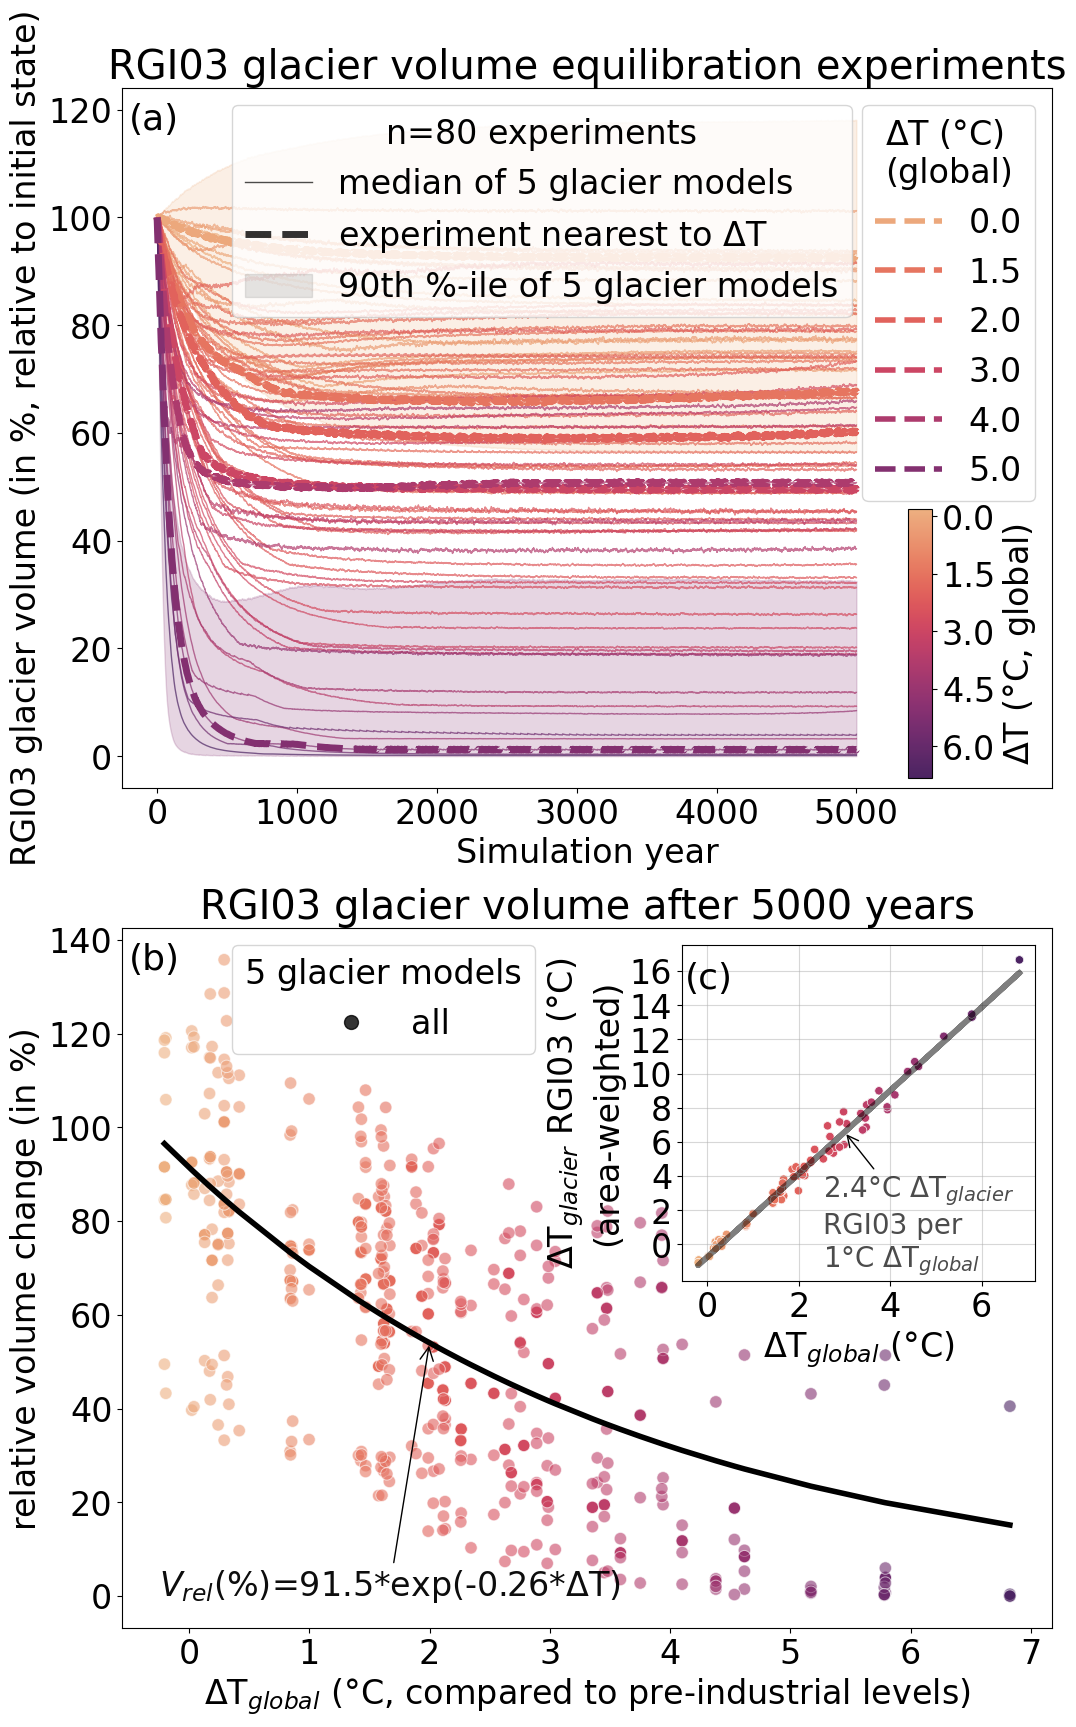 RGI03 glacier volume equilibration experiments
(a)
RGI03 glacier volume (in %, relative to initial state)
120
100
80
60
40
20
0
n=80 experiments
median of 5 glacier models
experiment nearest to ΔT
90th %-ile of 5 glacier models
ΔT (°C)
(global)
0.0
1.5
2.0
3.0
4.0
5.0
0.0
1.5
3.0
4.5
6.0
ΔT (°C, global)
0 1000 2000 3000 4000 5000
Simulation year
RGI03 glacier volume after 5000 years
(b)
relative volume change (in %)
140
120
100
80
60
40
20
0
5 glacier models
all
V_rel(%)=91.5*exp(-0.26*ΔT)
0 1 2 3 4 5 6 7
ΔT_global (°C, compared to pre-industrial levels)
(c)
ΔT_glacier RGI03 (°C)
(area-weighted)
16
14
12
10
8
6
4
2
0
2.4°C ΔT_glacier
RGI03 per
1°C ΔT_global
0 2 4 6
ΔT_global (°C)